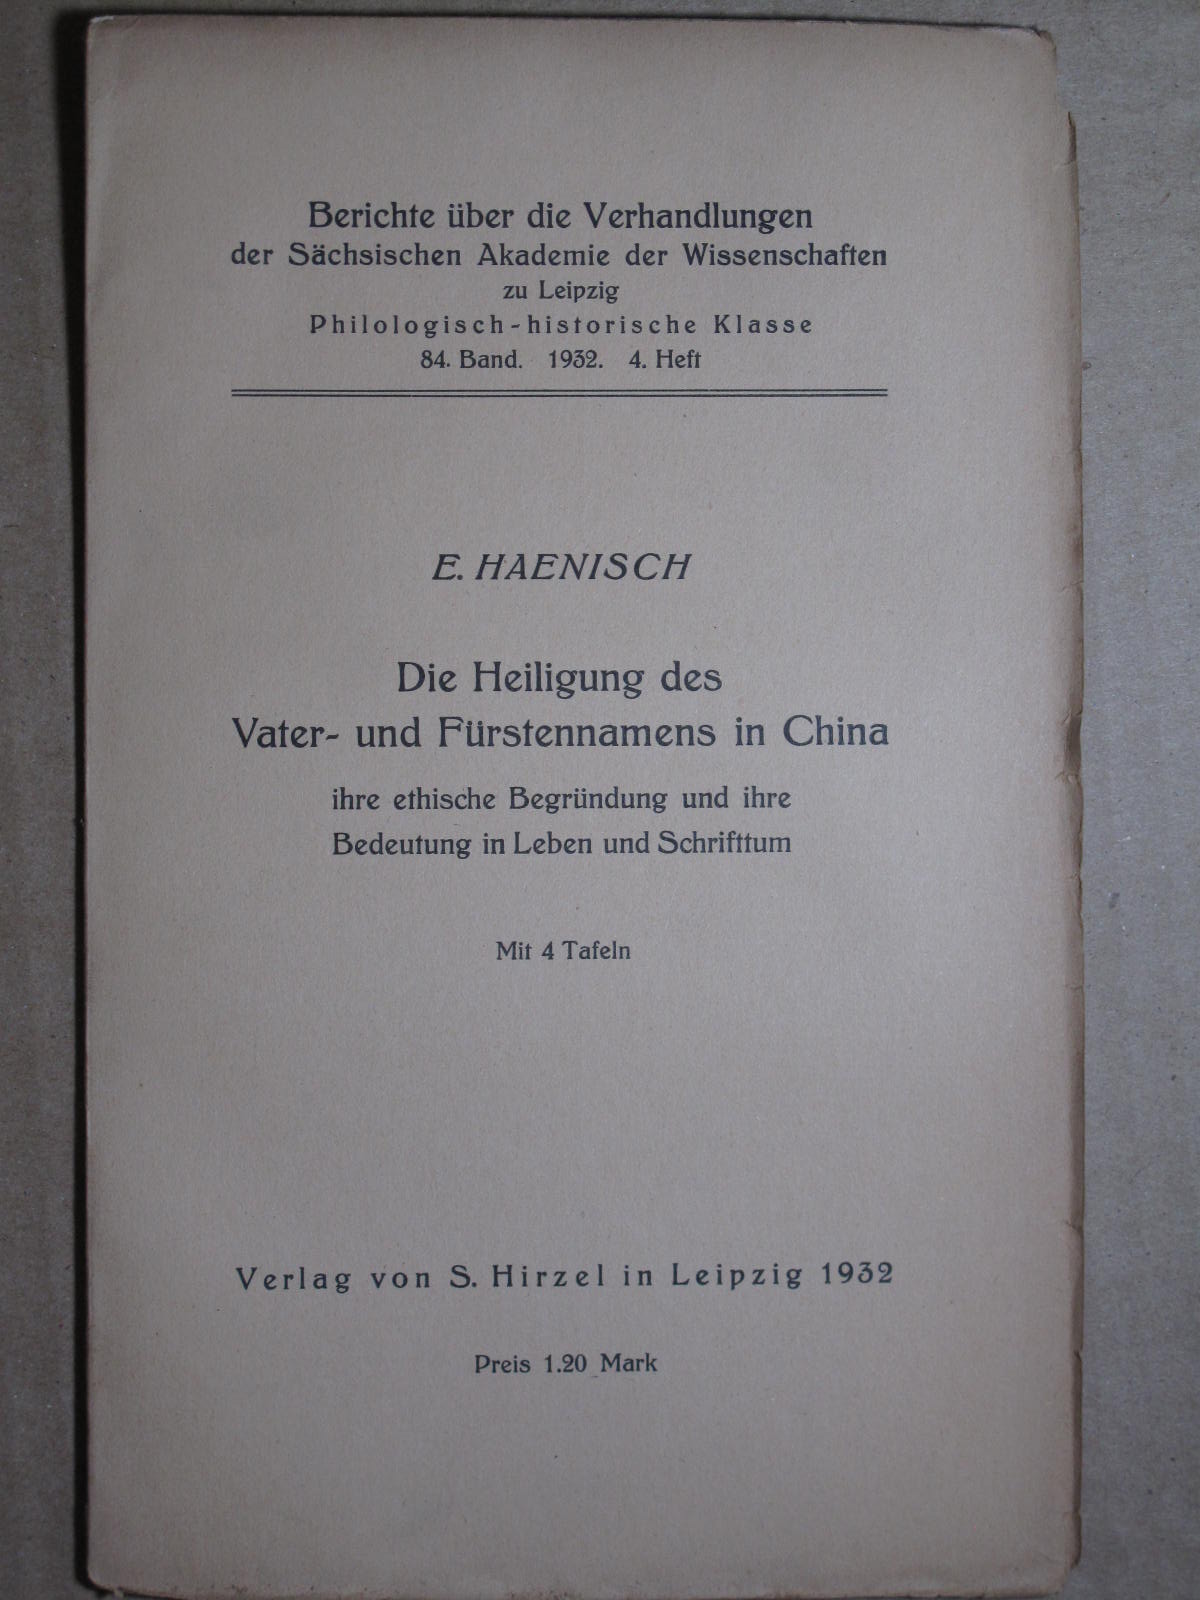 Berichte über die Verhandlungen
der Sächsischen Akademie der Wissenschaften
zu Leipzig
Philologisch-historische Klasse
84. Band. 1932. 4. Heft
E. HAENISCH
Die Heiligung des
Vater- und Fürstennamens in China
ihre ethische Begründung und ihre
Bedeutung in Leben und Schrifttum
Mit 4 Tafeln
Verlag von S. Hirzel in Leipzig 1932
Preis 1.20 Mark